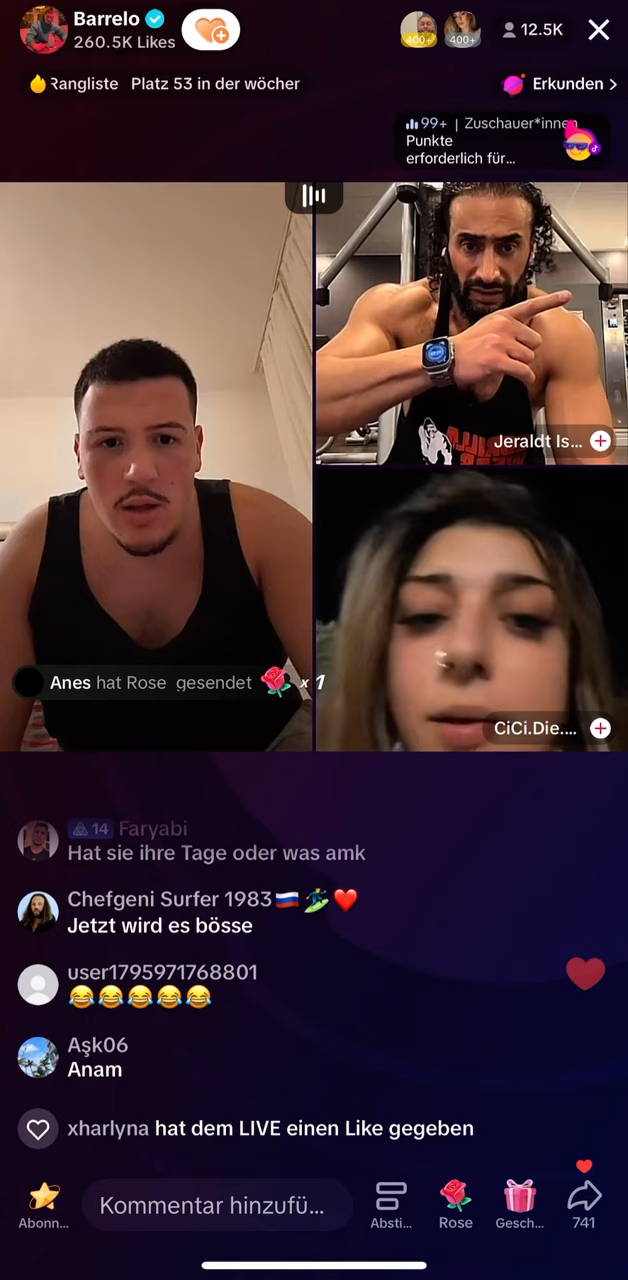 Barrelo
260.5K Likes
400+ 400+
12.5K
Rangliste Platz 53 in der wöcher
Erkunden >
99+ | Zuschauer*innen
Punkte
erforderlich für...
Jeraldt Is...
Anes hat Rose gesendet x 1
CiCi.Die....
14 Faryabi
Hat sie ihre Tage oder was amk
Chefgeni Surfer 1983🇷🇺🏄‍♂️❤️
Jetzt wird es bösse
user1795971768801
😂😂😂😂😂
Aşk06
Anam
xharlyna hat dem LIVE einen Like gegeben
Abonn...
Kommentar hinzufü...
Absti...
Rose
Gesch...
741